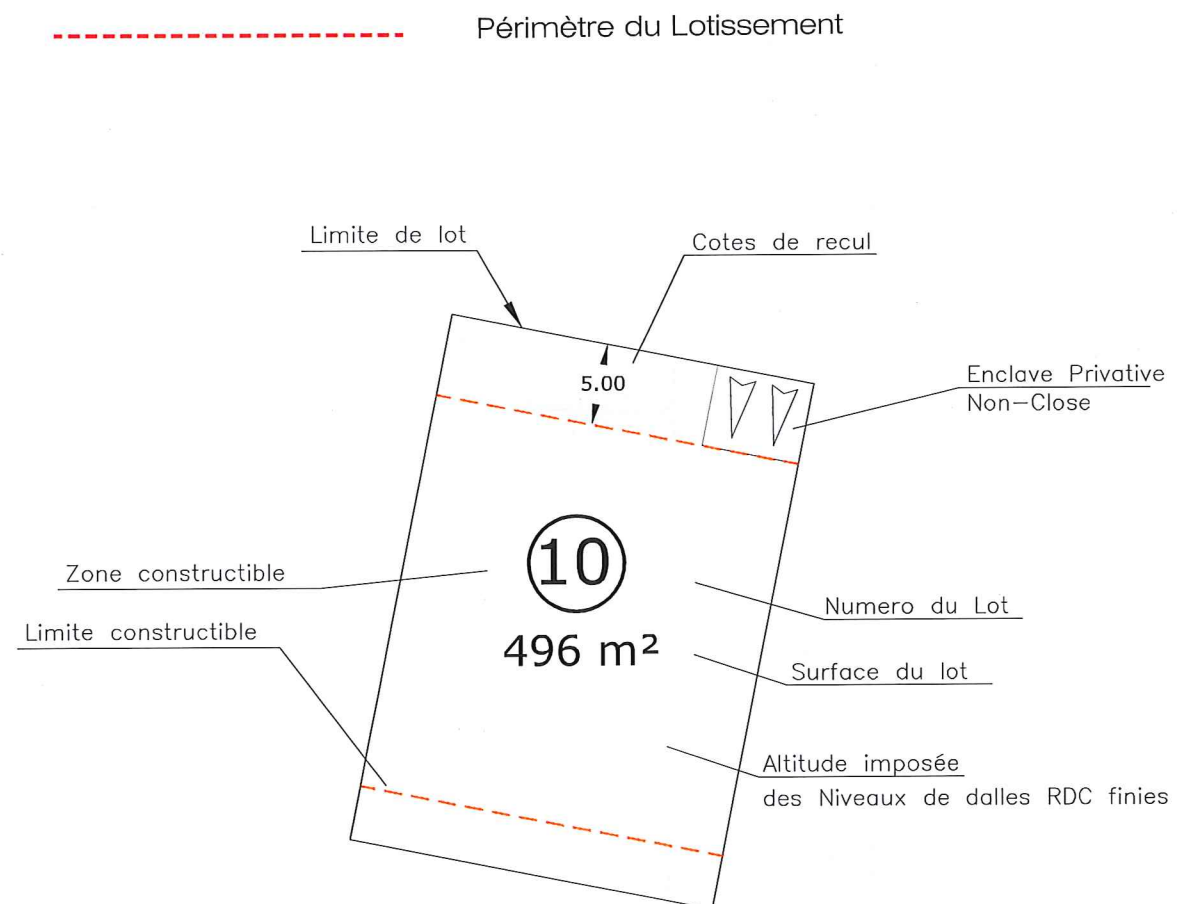 Périmètre du Lotissement
Limite de lot
Cotes de recul
5.00
Enclave Privative
Non-Close
10
Zone constructible
Numero du Lot
Limite constructible
496 m²
Surface du lot
Altitude imposée
des Niveaux de dalles RDC finies